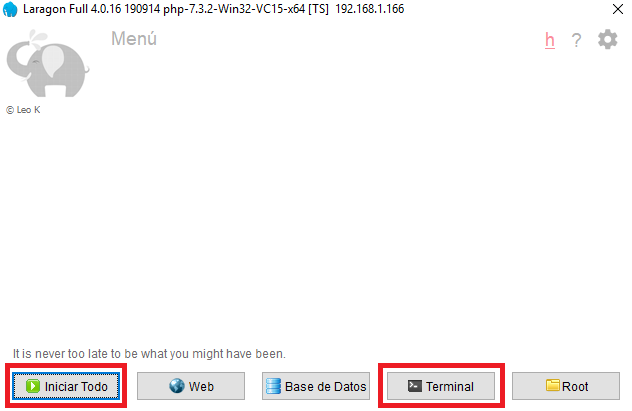 Laragon Full 4.0.16 190914 php-7.3.2-Win32-VC15-x64 [TS] 192.168.1.166
Menú
h ?
© Leo K
It is never too late to be what you might have been.
Iniciar Todo Web Base de Datos Terminal Root